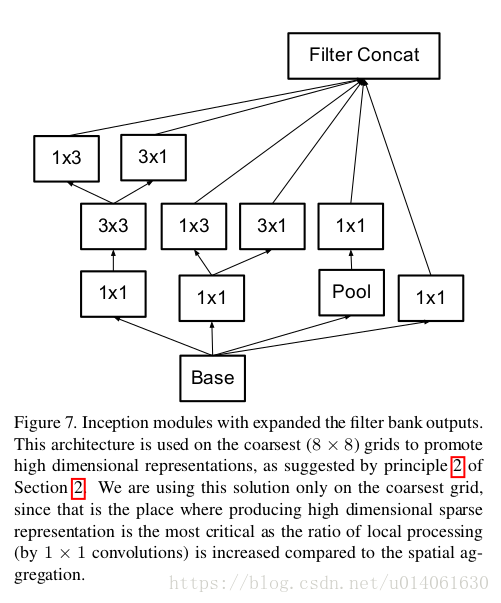 Filter Concat
1x3
3x1
3x3
1x3
3x1
1x1
1x1
1x1
Pool
1x1
Base
Figure 7. Inception modules with expanded the filter bank outputs.
This architecture is used on the coarsest (8 × 8) grids to promote
high dimensional representations, as suggested by principle 2 of
Section 2. We are using this solution only on the coarsest grid,
since that is the place where producing high dimensional sparse
representation is the most critical as the ratio of local processing
(by 1 × 1 convolutions) is increased compared to the spatial ag-
gregation.
https://blog.csdn.net/u014061630